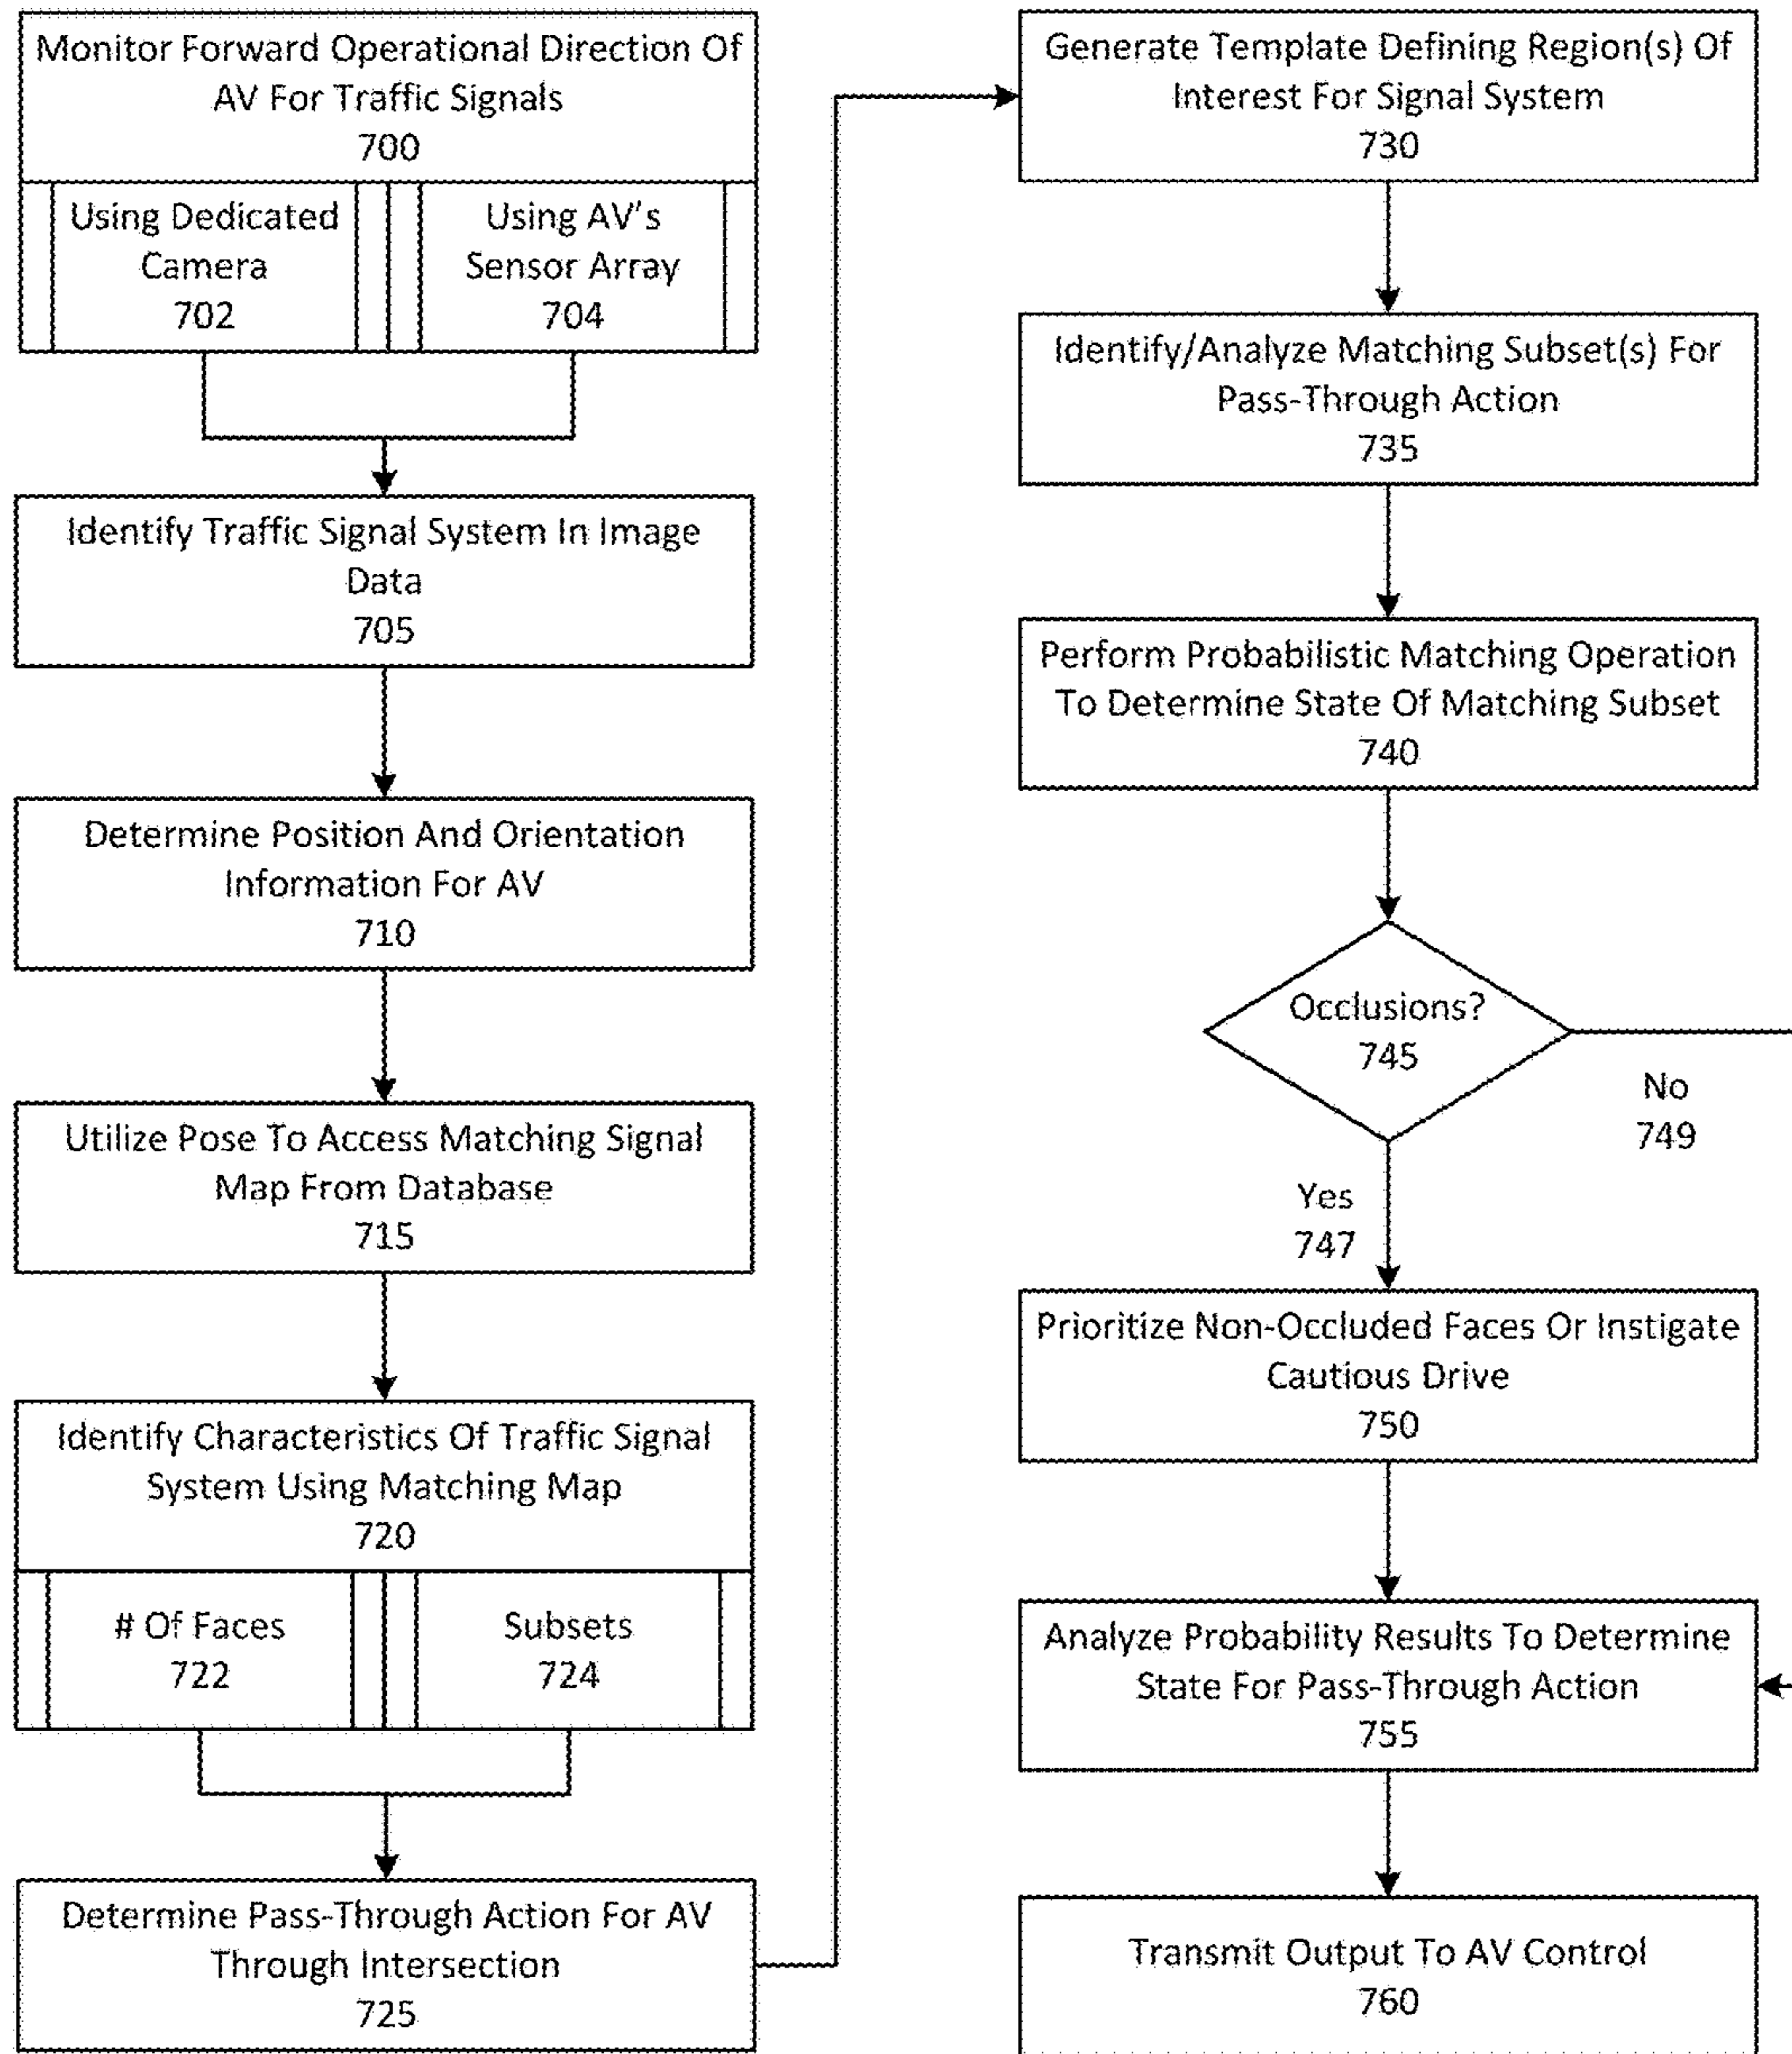 Monitor Forward Operational Direction Of
AV For Traffic Signals
700
Using Dedicated
Camera
702
Using AV's
Sensor Array
704
Identify Traffic Signal System In Image
Data
705
Determine Position And Orientation
Information For AV
710
Utilize Pose To Access Matching Signal
Map From Database
715
Identify Characteristics Of Traffic Signal
System Using Matching Map
720
# Of Faces
722
Subsets
724
Determine Pass-Through Action For AV
Through Intersection
725
Generate Template Defining Region(s) Of
Interest For Signal System
730
Identify/Analyze Matching Subset(s) For
Pass-Through Action
735
Perform Probabilistic Matching Operation
To Determine State Of Matching Subset
740
Occlusions?
745
No
749
Yes
747
Prioritize Non-Occluded Faces Or Instigate
Cautious Drive
750
Analyze Probability Results To Determine
State For Pass-Through Action
755
Transmit Output To AV Control
760